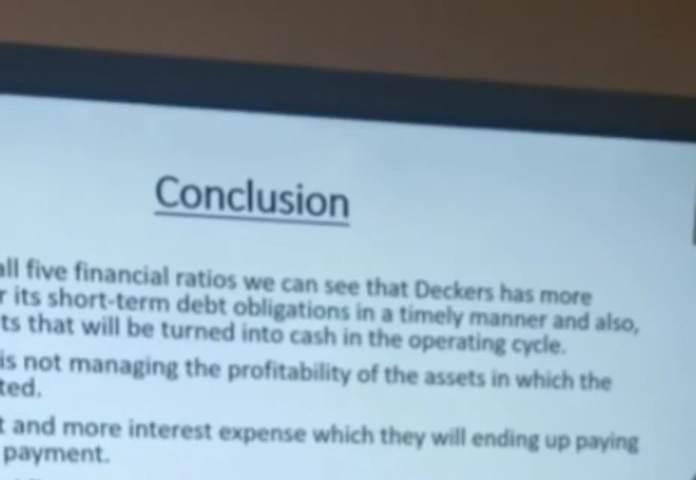 Conclusion
all five financial ratios we can see that Deckers has more
its short-term debt obligations in a timely manner and also,
ts that will be turned into cash in the operating cycle.
is not managing the profitability of the assets in which the
ted.
t and more interest expense which they will ending up paying
payment.